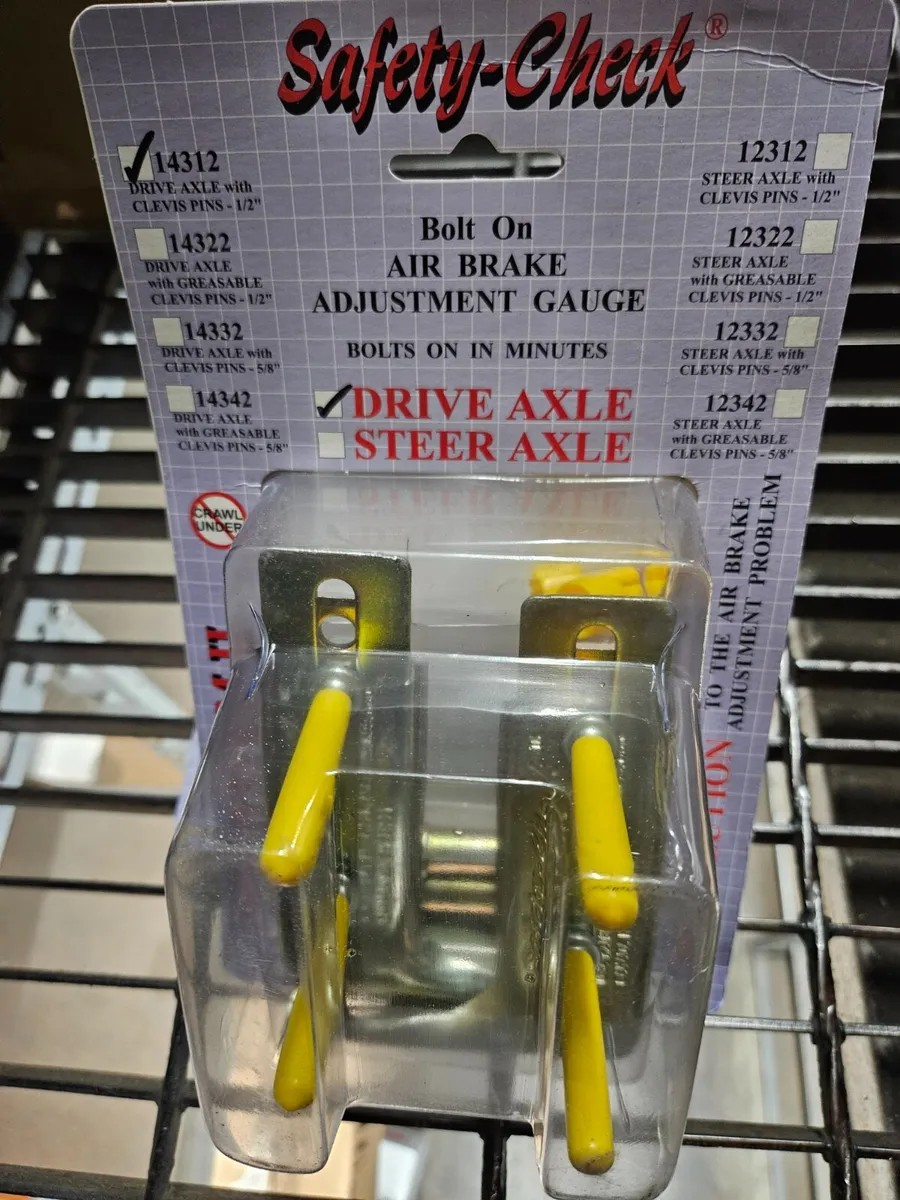 Safety-Check®
14312
DRIVE AXLE with
CLEVIS PINS - 1/2"
14322
DRIVE AXLE
with GREASABLE
CLEVIS PINS - 1/2"
14332
DRIVE AXLE with
CLEVIS PINS - 5/8"
14342
DRIVE AXLE
with GREASABLE
CLEVIS PINS - 5/8"
Bolt On
AIR BRAKE
ADJUSTMENT GAUGE
BOLTS ON IN MINUTES
DRIVE AXLE
STEER AXLE
12312
STEER AXLE with
CLEVIS PINS - 1/2"
12322
STEER AXLE
with GREASABLE
CLEVIS PINS - 1/2"
12332
STEER AXLE with
CLEVIS PINS - 5/8"
12342
STEER AXLE
with GREASABLE
CLEVIS PINS - 5/8"
CRAWL
UNDER
TO THE AIR BRAKE
ADJUSTMENT PROBLEM